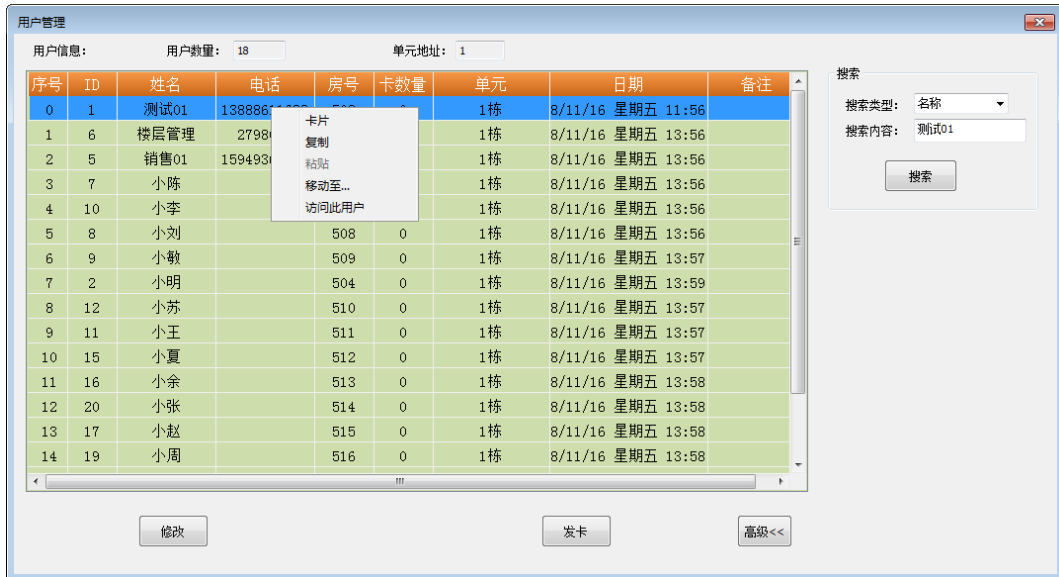 用户管理
用户信息: 用户数量: 18 单元地址: 1
序号 ID 姓名 电话 房号 卡数量 单元 日期 备注
0 1 测试01 1栋 8/11/16 星期五 11:56
1 6 楼层管理 1栋 8/11/16 星期五 13:56
2 5 销售01 1栋 8/11/16 星期五 13:56
3 7 小陈 1栋 8/11/16 星期五 13:56
4 10 小李 1栋 8/11/16 星期五 13:56
5 8 小刘 508 0 1栋 8/11/16 星期五 13:56
6 9 小敏 509 0 1栋 8/11/16 星期五 13:57
7 2 小明 504 0 1栋 8/11/16 星期五 13:59
8 12 小苏 510 0 1栋 8/11/16 星期五 13:57
9 11 小王 511 0 1栋 8/11/16 星期五 13:57
10 15 小夏 512 0 1栋 8/11/16 星期五 13:57
11 16 小余 513 0 1栋 8/11/16 星期五 13:58
12 20 小张 514 0 1栋 8/11/16 星期五 13:58
13 17 小赵 515 0 1栋 8/11/16 星期五 13:58
14 19 小周 516 0 1栋 8/11/16 星期五 13:58
卡片
复制
粘贴
移动至...
访问此用户
搜索
搜索类型: 名称
搜索内容: 测试01
搜索
修改 发卡 高级<<